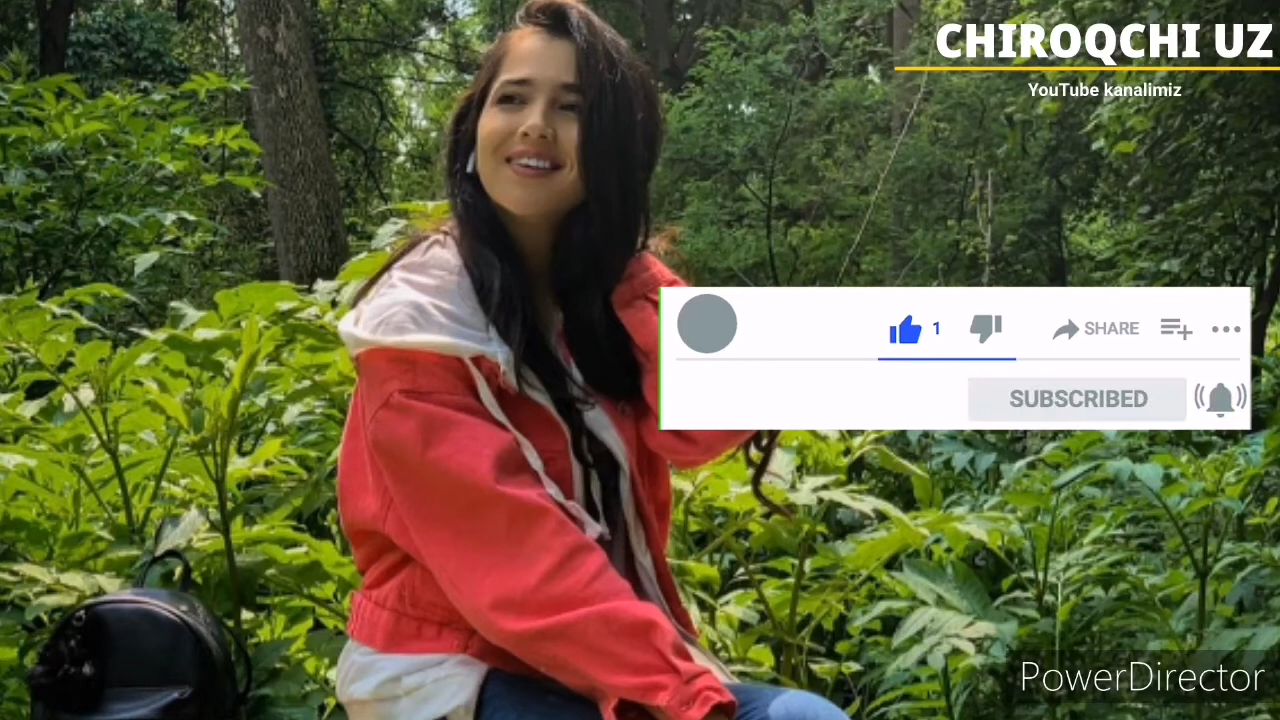 CHIROQCHI UZ
YouTube kanalimiz
1
SHARE
SUBSCRIBED
PowerDirector